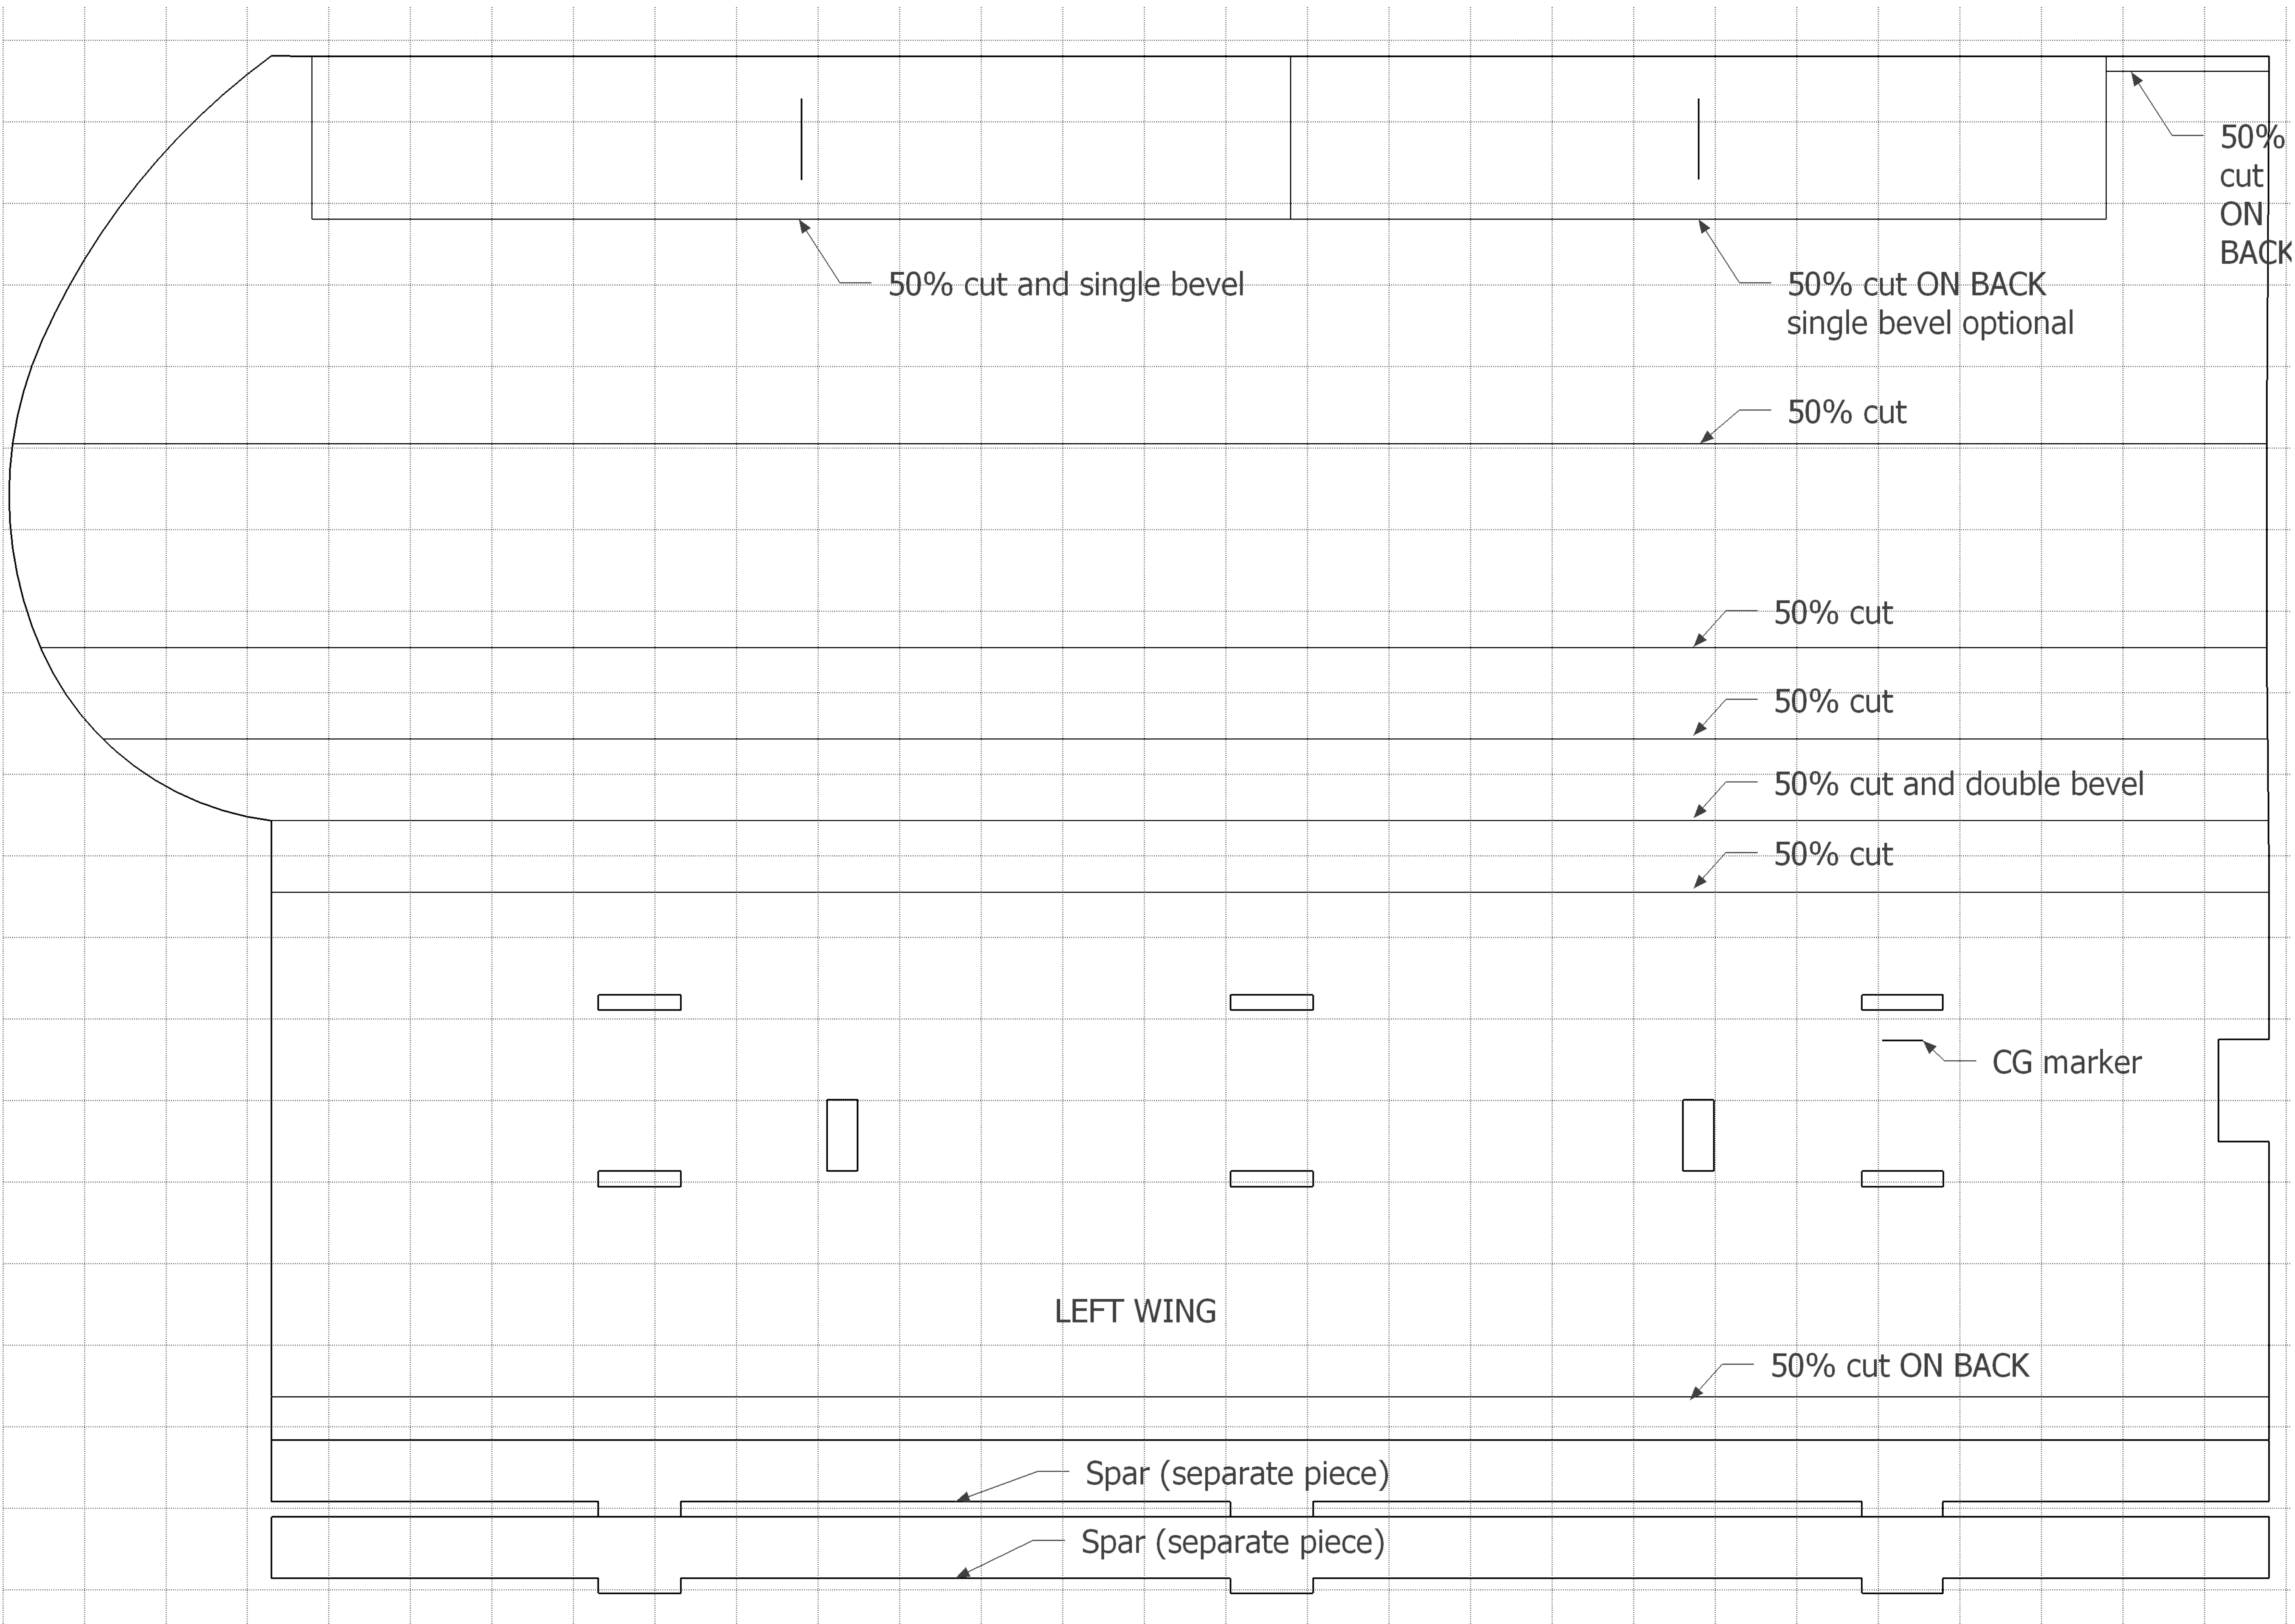 50%
cut
ON
BACK
50% cut and single bevel
50% cut ON BACK
single bevel optional
50% cut
50% cut
50% cut
50% cut and double bevel
50% cut
CG marker
LEFT WING
50% cut ON BACK
Spar (separate piece)
Spar (separate piece)